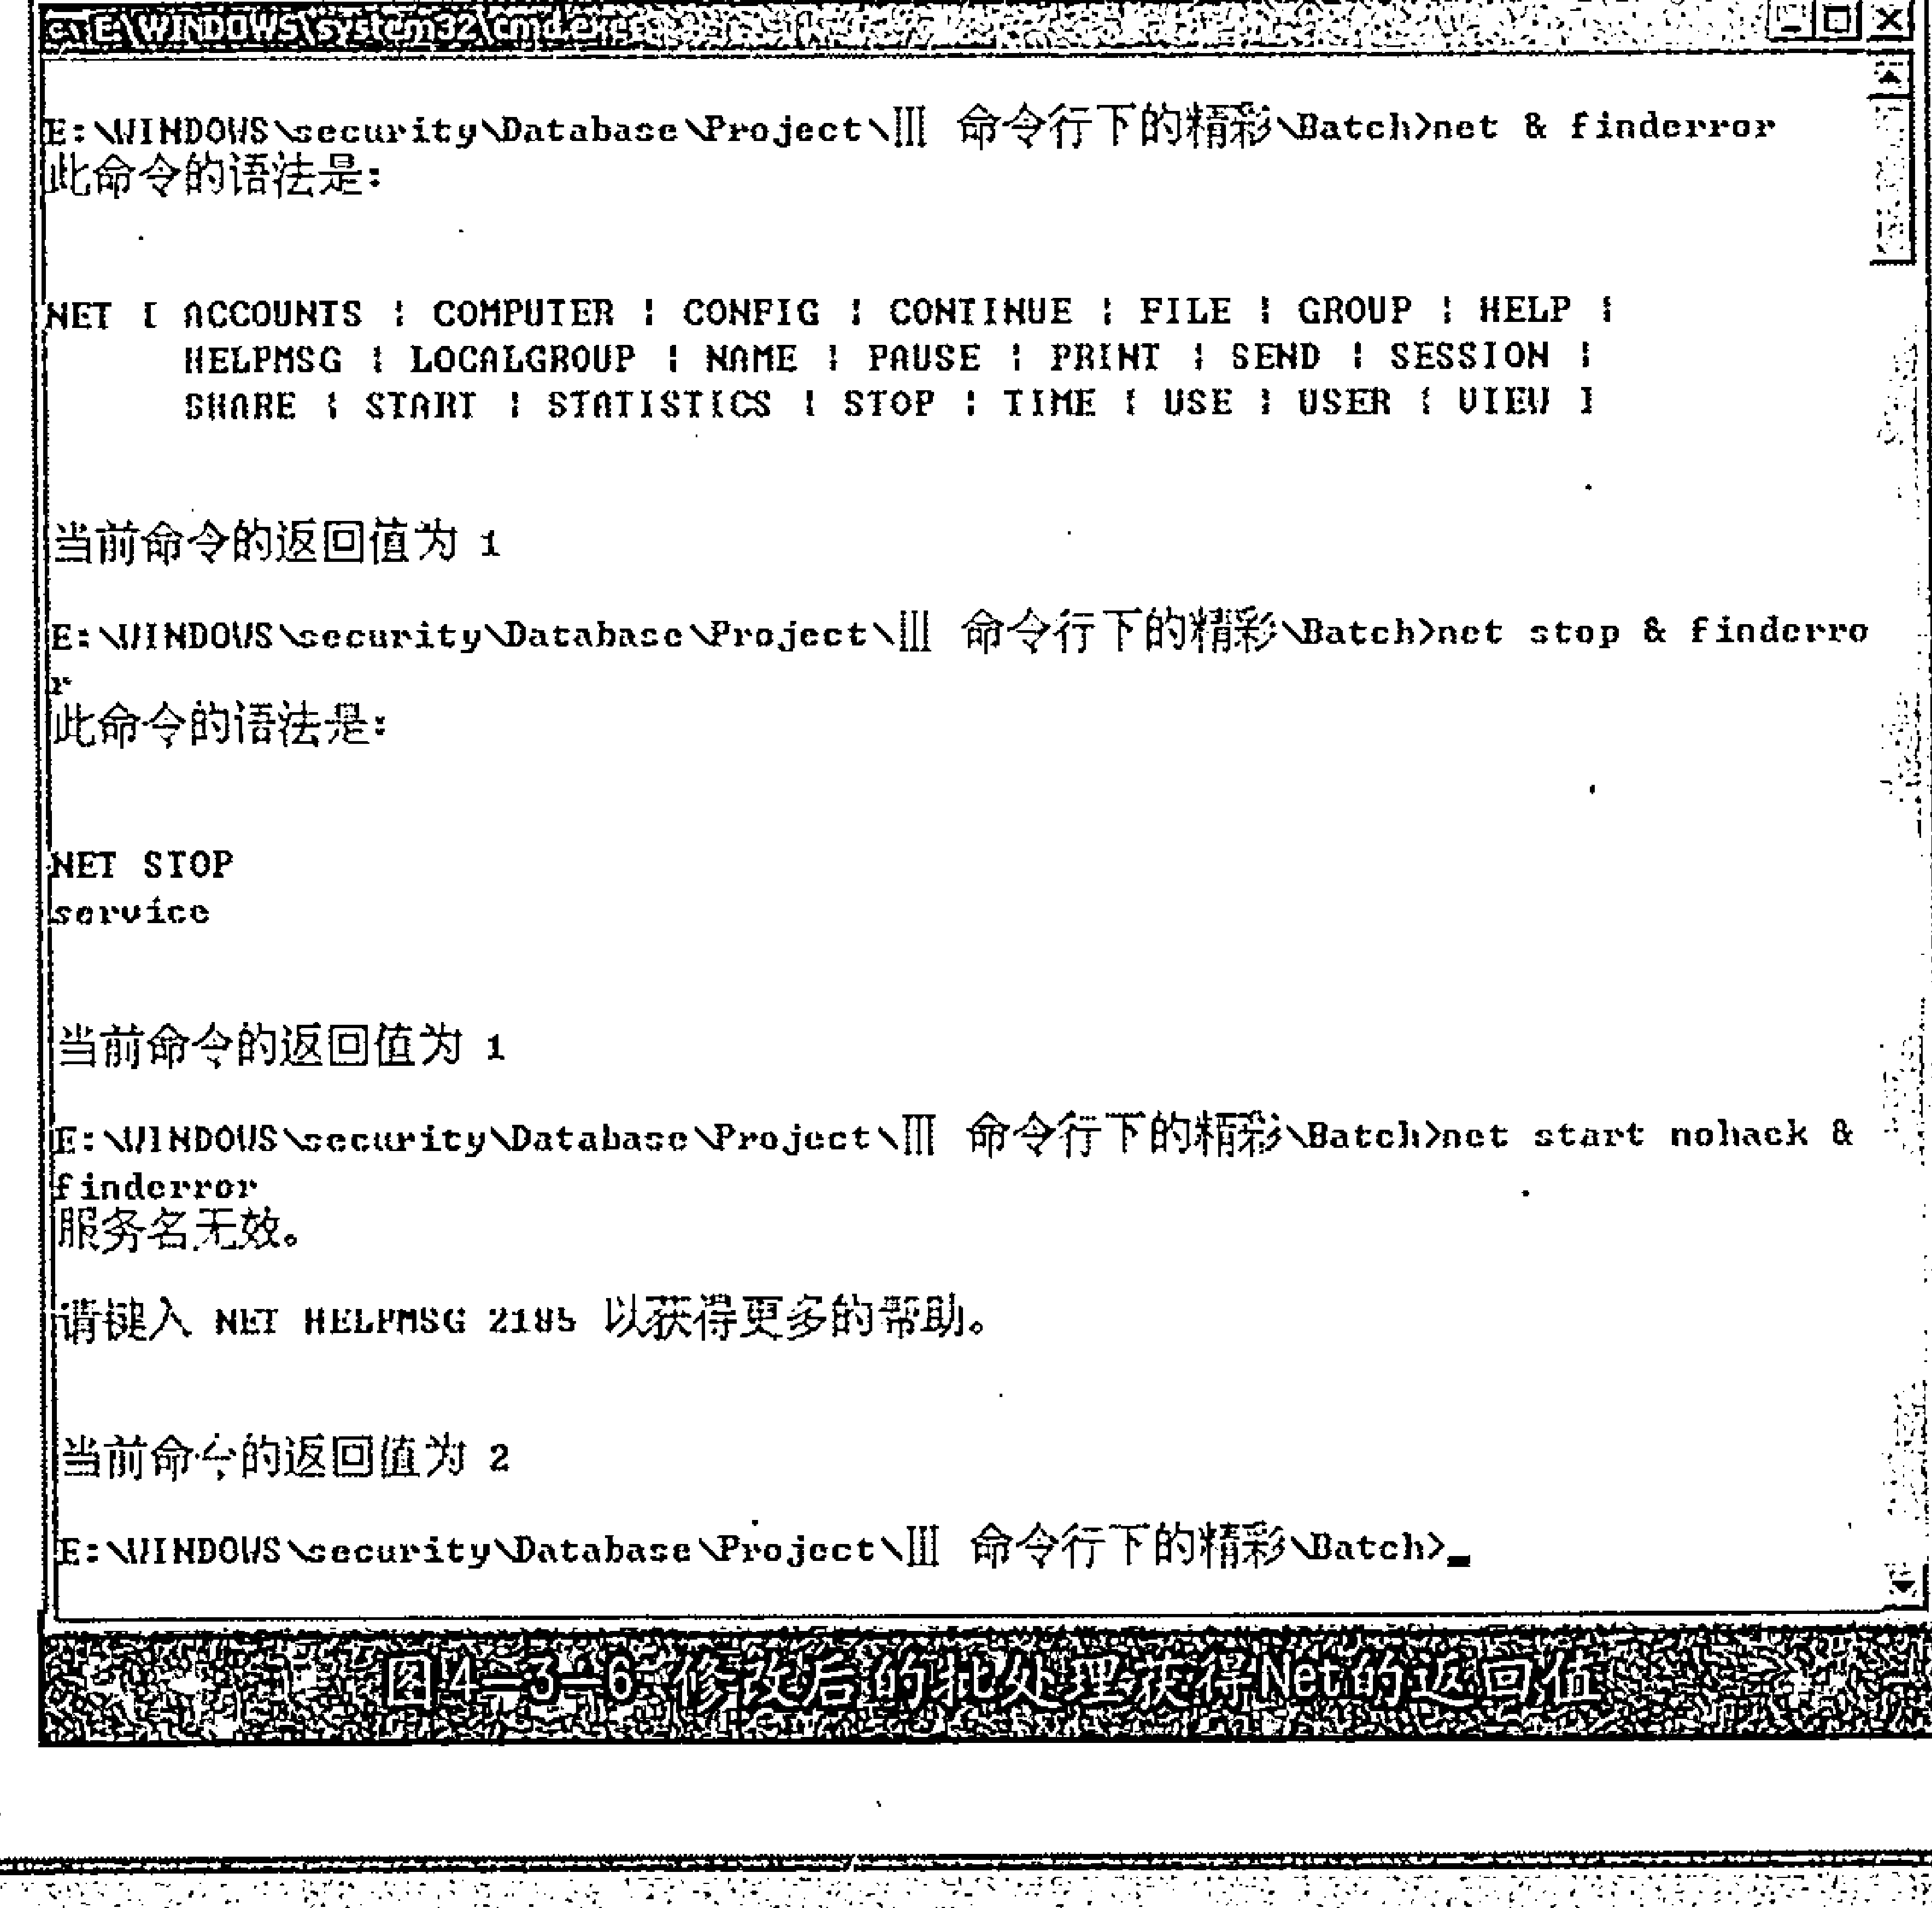 E:\WINDOWS\system32\cmd.exe
E:\WINDOWS\security\Database\Project\III 命令行下的精彩\Batch>net & finderror
此命令的语法是:
NET [ ACCOUNTS | COMPUTER | CONFIG | CONTINUE | FILE | GROUP | HELP |
HELPMSG | LOCALGROUP | NAME | PAUSE | PRINT | SEND | SESSION |
SHARE | START | STATISTICS | STOP | TIME | USE | USER | VIEW ]
当前命令的返回值为 1
E:\WINDOWS\security\Database\Project\III 命令行下的精彩\Batch>net stop & finderro
r
此命令的语法是:
NET STOP
service
当前命令的返回值为 1
E:\WINDOWS\security\Database\Project\III 命令行下的精彩\Batch>net start nohack &
finderror
服务名无效。
请键入 NET HELPMSG 2185 以获得更多的帮助。
当前命令的返回值为 2
E:\WINDOWS\security\Database\Project\III 命令行下的精彩\Batch>_
图4-3-6 修改后的批处理获得Net的返回值